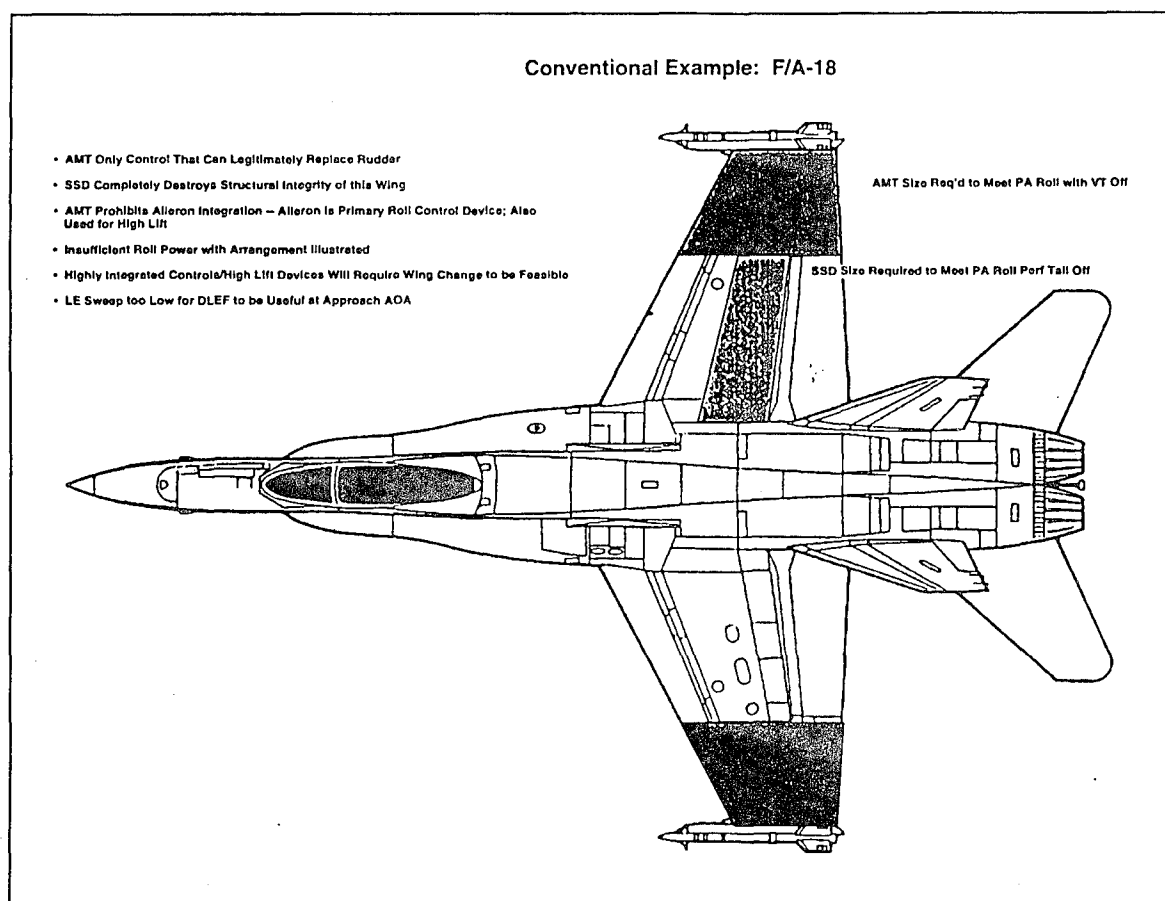 Conventional Example: F/A-18
• AMT Only Control That Can Legitimately Replace Rudder
• SSD Completely Destroys Structural Integrity of this Wing
• AMT Prohibits Aileron Integration – Aileron is Primary Roll Control Device; Also
Used for High Lift
• Insufficient Roll Power with Arrangement Illustrated
• Highly Integrated Controls/High Lift Devices Will Require Wing Change to be Feasible
• LE Sweep too Low for DLEF to be Useful at Approach AOA
AMT Size Req'd to Meet PA Roll with VT Off
SSD Size Required to Meet PA Roll Perf Tail Off